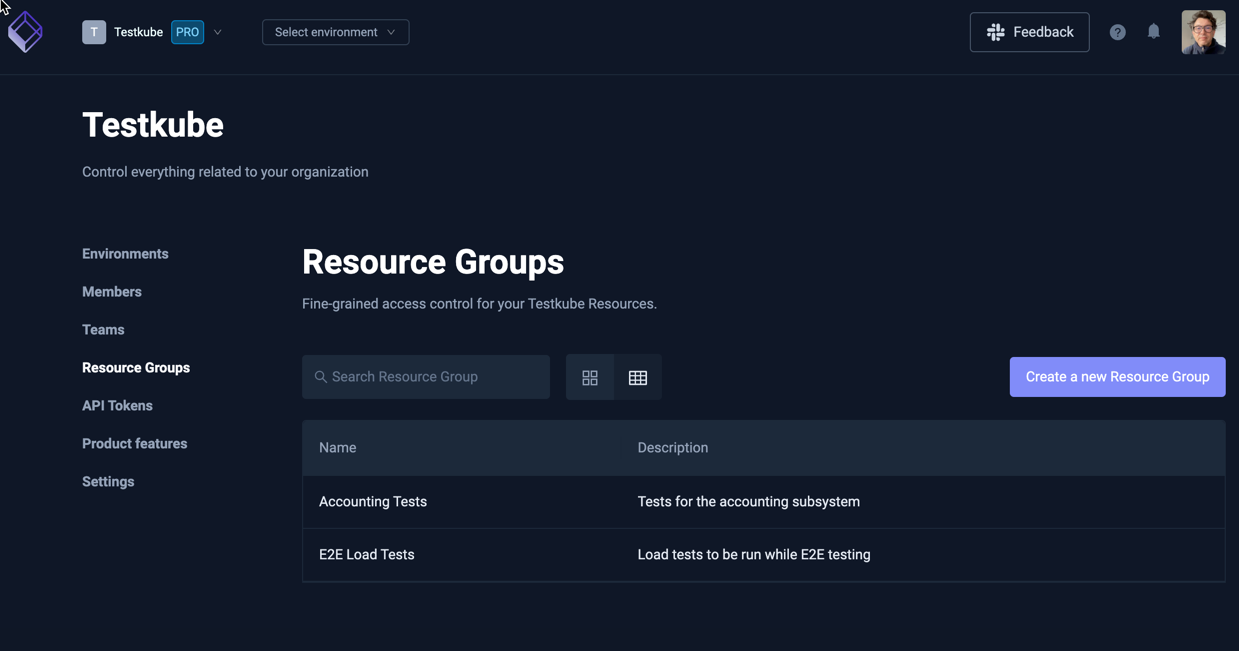 T Testkube PRO
Select environment
Feedback
?
Testkube
Control everything related to your organization
Environments
Members
Teams
Resource Groups
API Tokens
Product features
Settings
Resource Groups
Fine-grained access control for your Testkube Resources.
Search Resource Group
Create a new Resource Group
Name Description
Accounting Tests Tests for the accounting subsystem
E2E Load Tests Load tests to be run while E2E testing